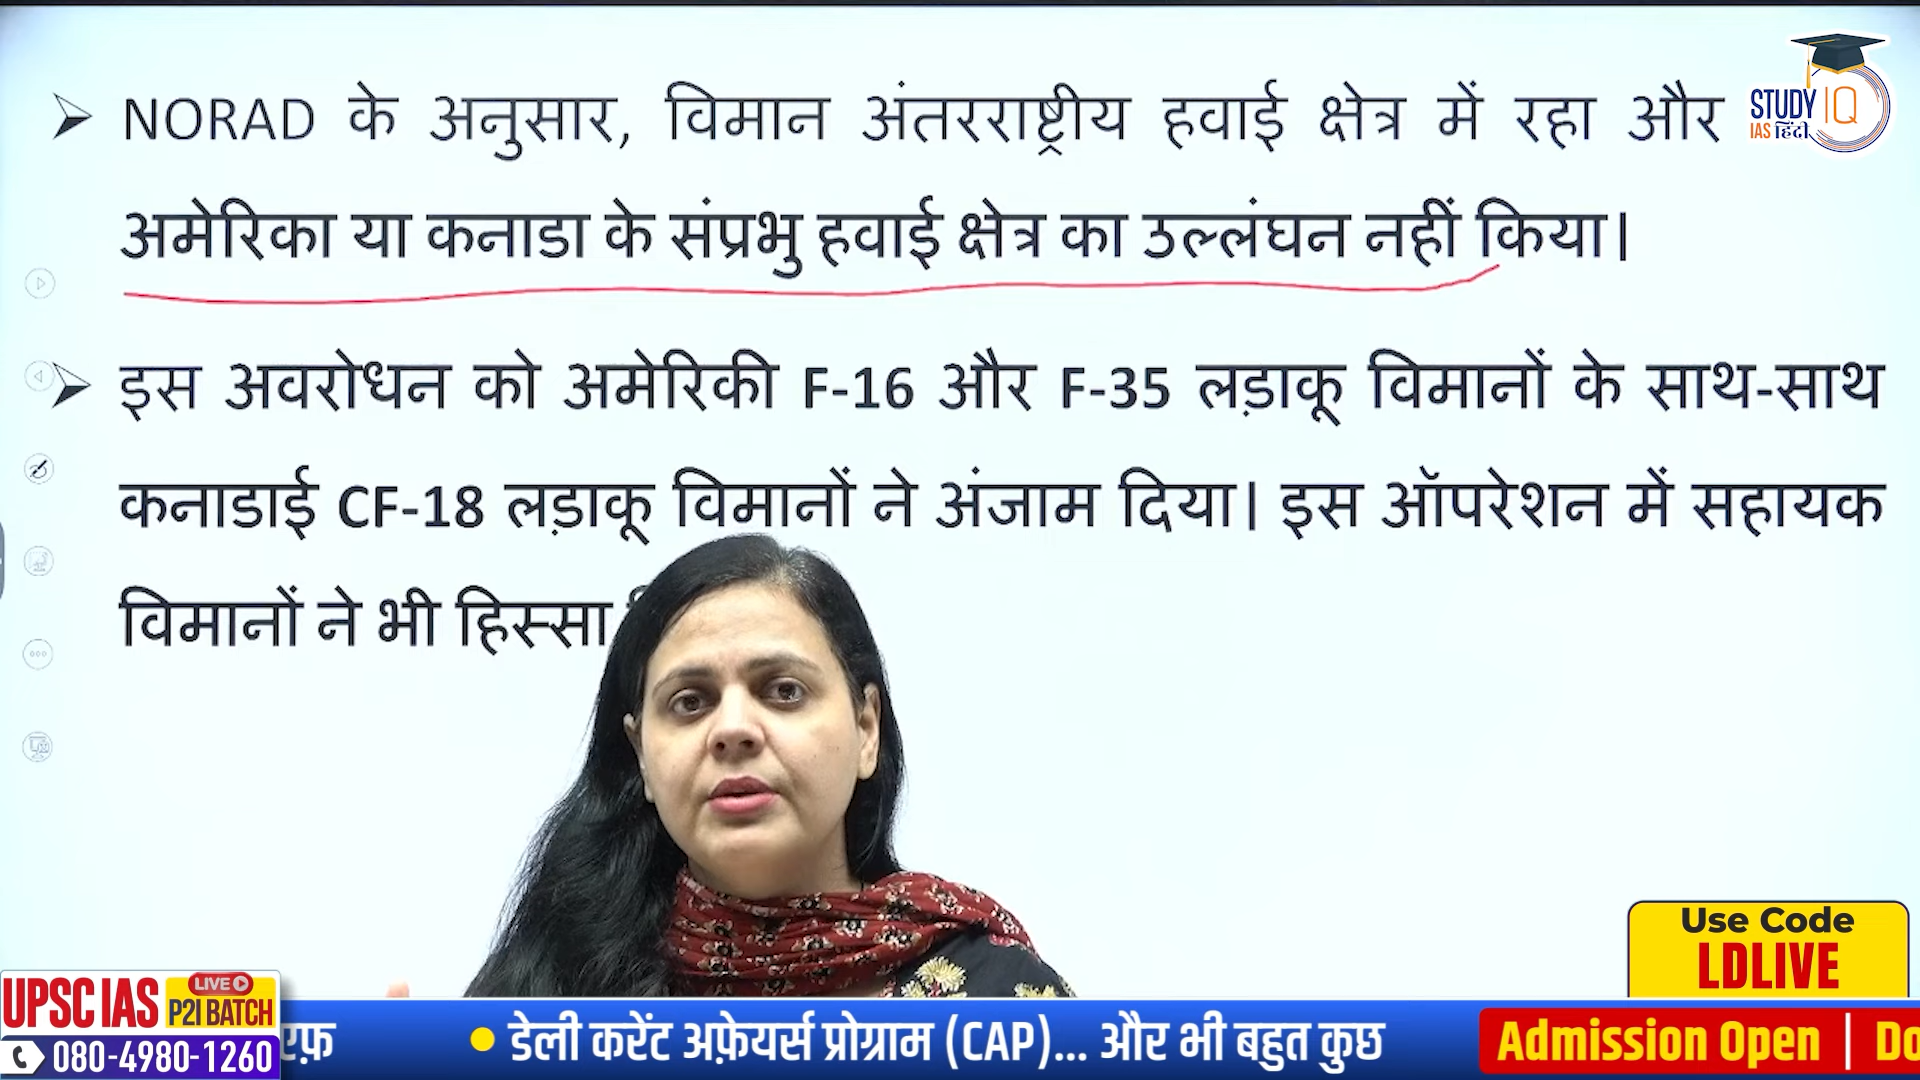 NORAD के अनुसार, विमान अंतरराष्ट्रीय हवाई क्षेत्र में रहा और
अमेरिका या कनाडा के संप्रभु हवाई क्षेत्र का उल्लंघन नहीं किया।
इस अवरोधन को अमेरिकी F-16 और F-35 लड़ाकू विमानों के साथ-साथ
कनाडाई CF-18 लड़ाकू विमानों ने अंजाम दिया। इस ऑपरेशन में सहायक
विमानों ने भी हिस्सा
STUDY IQ
IAS हिंदी
Use Code
LDLIVE
UPSC IAS
LIVE
P2I BATCH
080-4980-1260
डेली करेंट अफ़ेयर्स प्रोग्राम (CAP)... और भी बहुत कुछ
Admission Open |